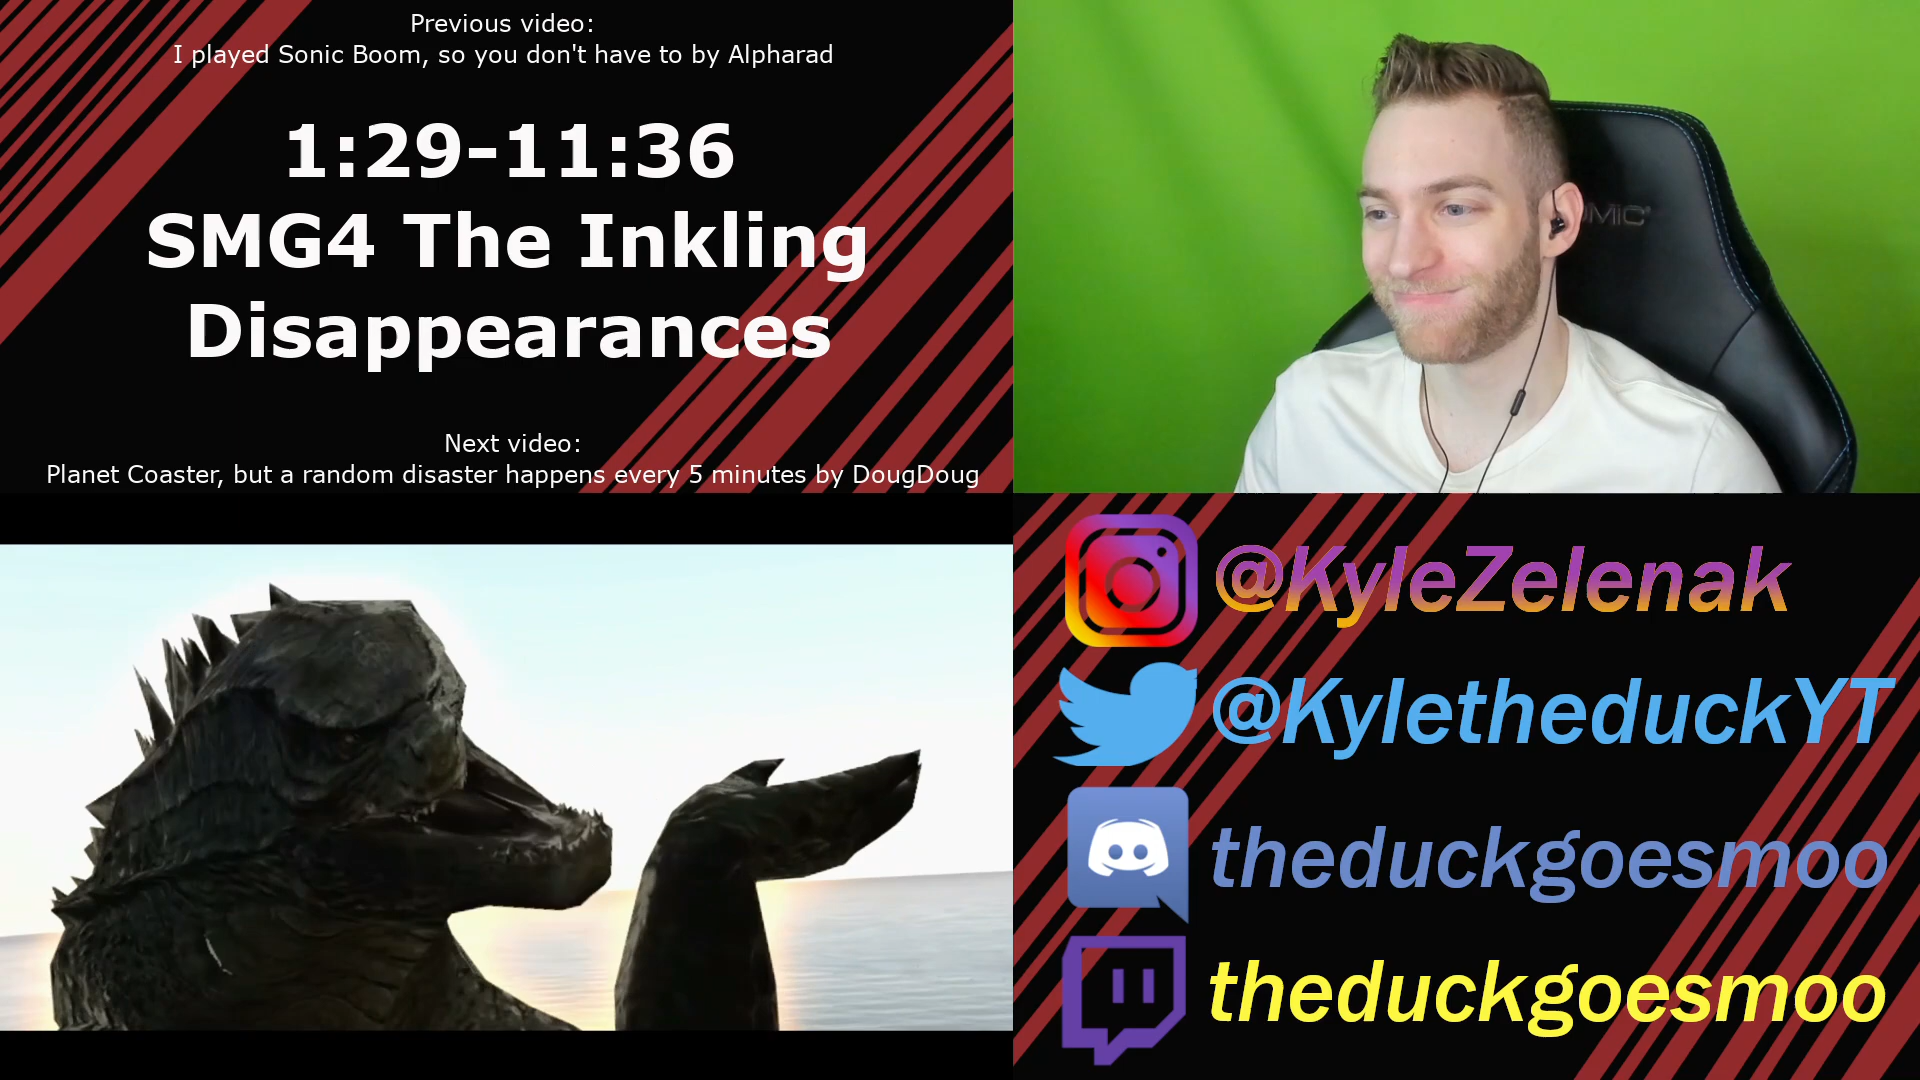 Previous video:
I played Sonic Boom, so you don't have to by Alpharad
1:29-11:36
SMG4 The Inkling
Disappearances
Next video:
Planet Coaster, but a random disaster happens every 5 minutes by DougDoug
@KyleZelenak
@KyletheduckYT
theduckgoesmoo
theduckgoesmoo